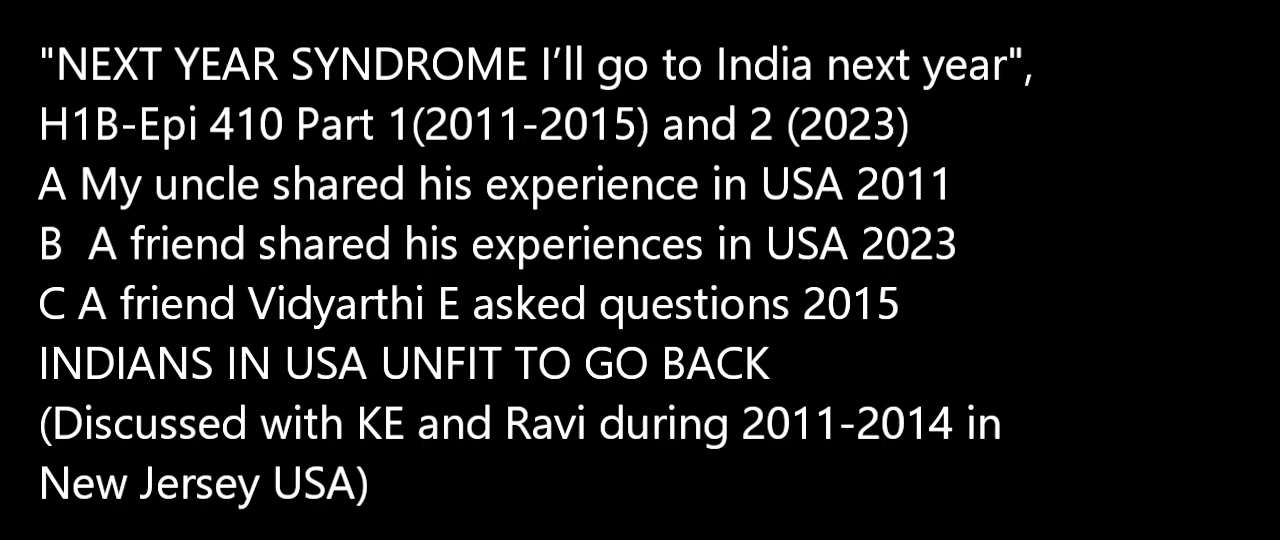 "NEXT YEAR SYNDROME I’ll go to India next year",
H1B-Epi 410 Part 1(2011-2015) and 2 (2023)
A My uncle shared his experience in USA 2011
B  A friend shared his experiences in USA 2023
C A friend Vidyarthi E asked questions 2015
INDIANS IN USA UNFIT TO GO BACK
(Discussed with KE and Ravi during 2011-2014 in
New Jersey USA)